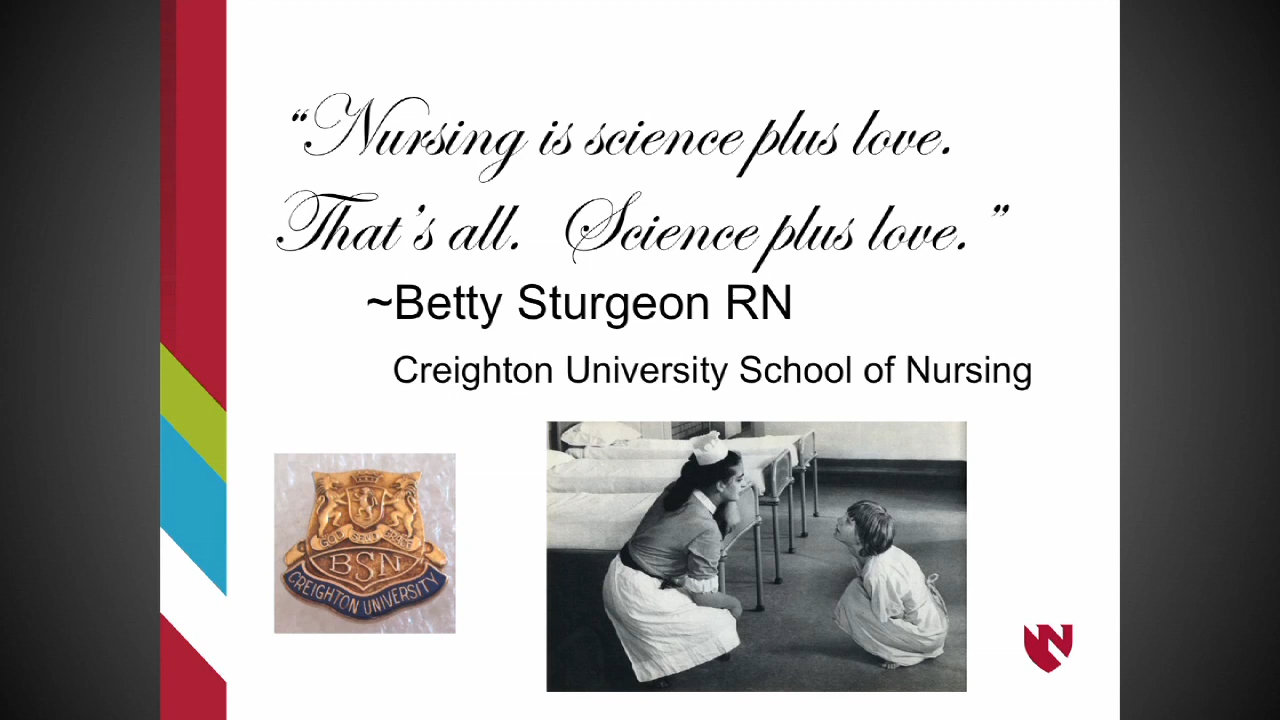 “Nursing is science plus love.
That’s all. Science plus love.”
~Betty Sturgeon RN
Creighton University School of Nursing
BSN
CREIGHTON UNIVERSITY
N